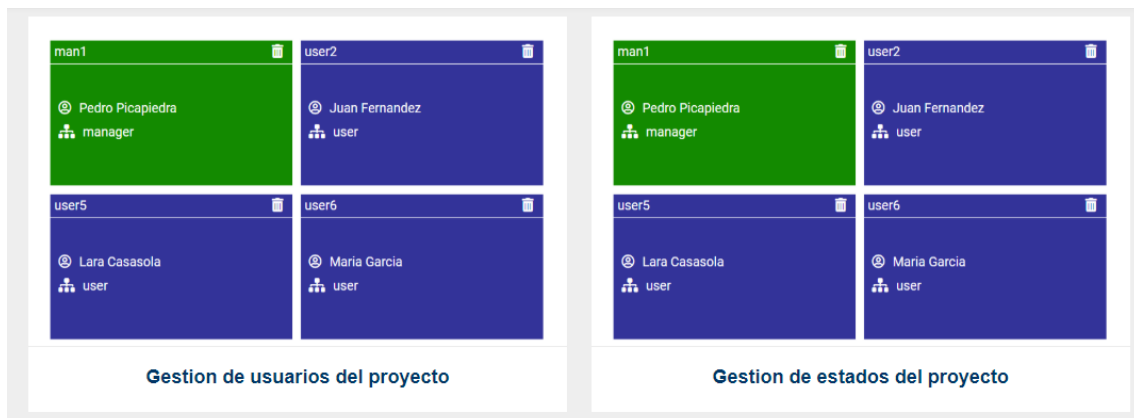 man1
user2
Pedro Picapiedra
manager
Juan Fernandez
user
user5
user6
Lara Casasola
user
Maria Garcia
user
Gestion de usuarios del proyecto
man1
user2
Pedro Picapiedra
manager
Juan Fernandez
user
user5
user6
Lara Casasola
user
Maria Garcia
user
Gestion de estados del proyecto